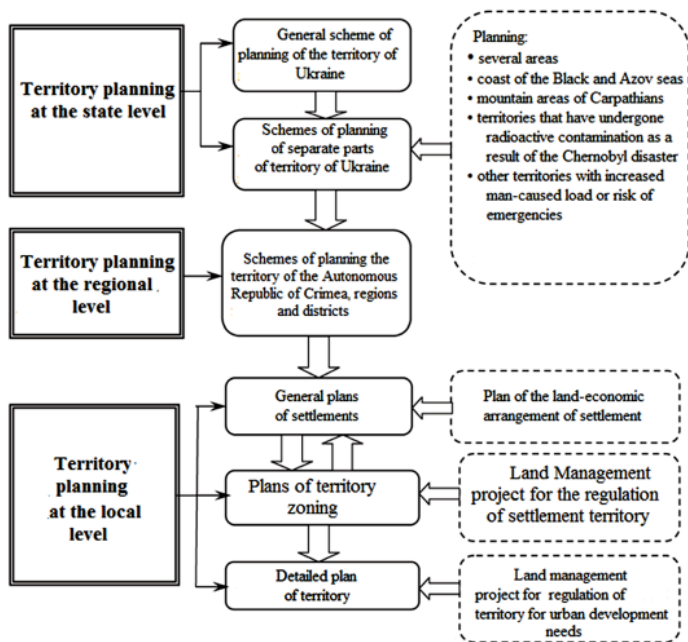 Territory planning
at the state level
General scheme of
planning of the territory of
Ukraine
Schemes of planning
of separate parts
of territory of Ukraine
Planning:
• several areas
• coast of the Black and Azov seas
• mountain areas of Carpathians
• territories that have undergone
radioactive contamination as a
result of the Chernobyl disaster
• other territories with increased
man-caused load or risk of
emergencies
Territory planning
at the regional
level
Schemes of planning the
territory of the Autonomous
Republic of Crimea, regions
and districts
Territory
planning
at the local
level
General plans
of settlements
Plan of the land-economic
arrangement of settlement
Plans of territory
zoning
Land Management
project for the regulation
of settlement territory
Detailed plan
of territory
Land management
project for regulation of
territory for urban development
needs